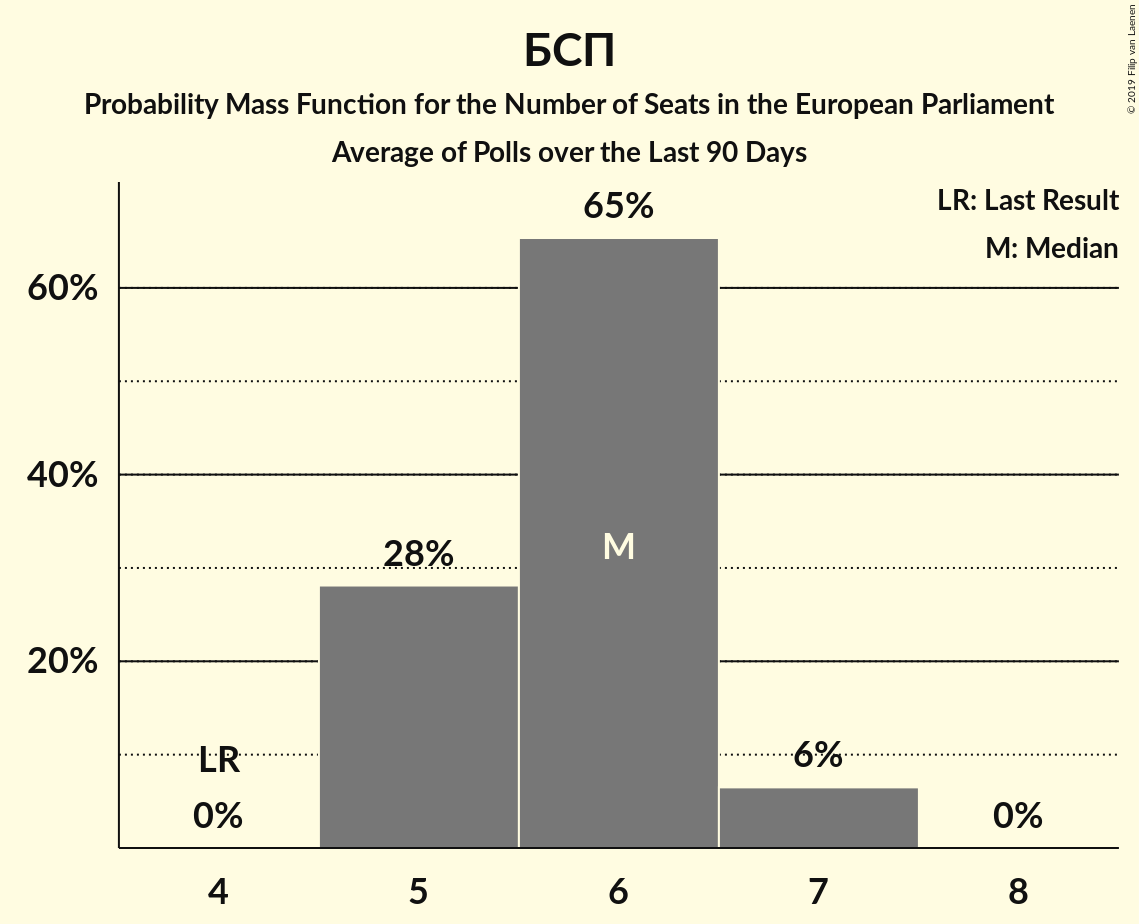 БСП
Probability Mass Function for the Number of Seats in the European Parliament
Average of Polls over the Last 90 Days
© 2019 Filip van Laenen
LR: Last Result
M: Median
65%
60%
40%
28%
M
20%
LR
6%
0%
0%
4 5 6 7 8